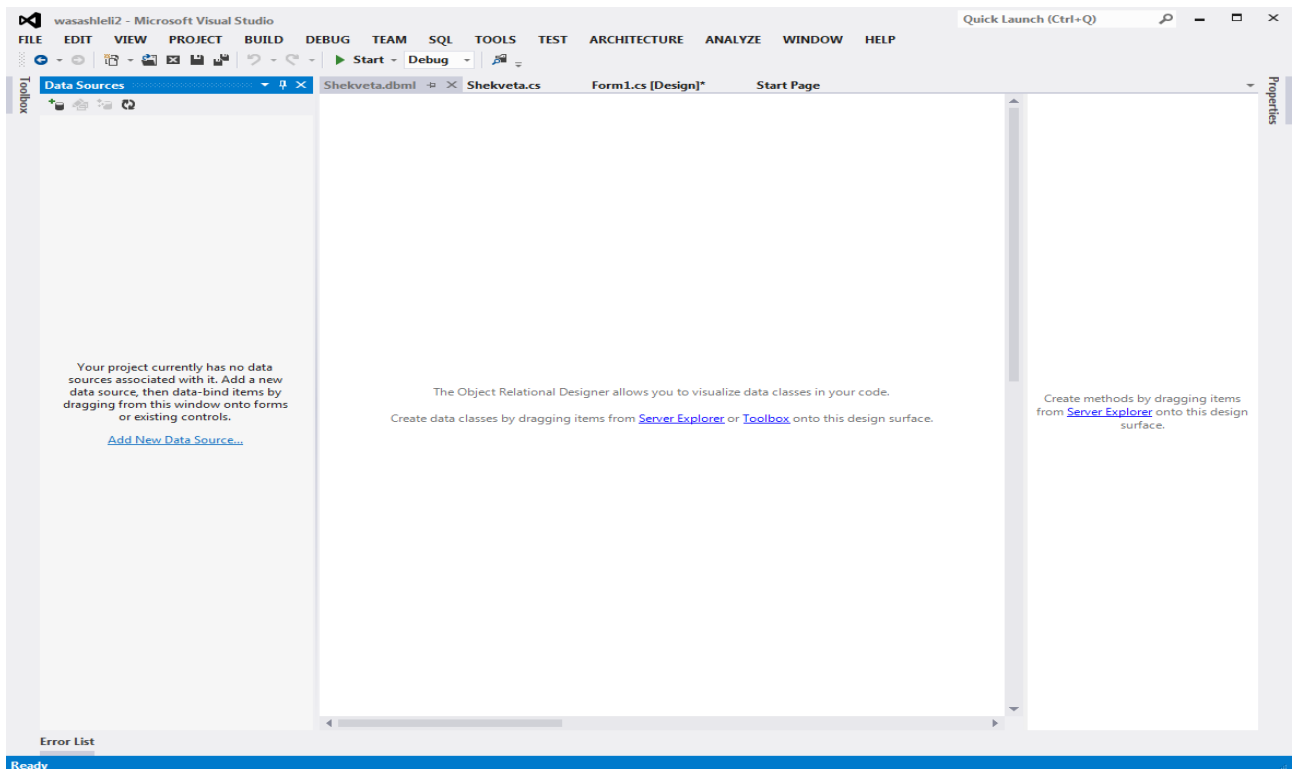 wasashleli2 - Microsoft Visual Studio
Quick Launch (Ctrl+Q)
FILE EDIT VIEW PROJECT BUILD DEBUG TEAM SQL TOOLS TEST ARCHITECTURE ANALYZE WINDOW HELP
Start Debug
Toolbox
Data Sources
Shekveta.dbml Shekveta.cs Form1.cs [Design]* Start Page
Properties
Your project currently has no data
sources associated with it. Add a new
data source, then data-bind items by
dragging from this window onto forms
or existing controls.
Add New Data Source...
The Object Relational Designer allows you to visualize data classes in your code.
Create data classes by dragging items from Server Explorer or Toolbox onto this design surface.
Create methods by dragging items
from Server Explorer onto this design
surface.
Error List
Ready